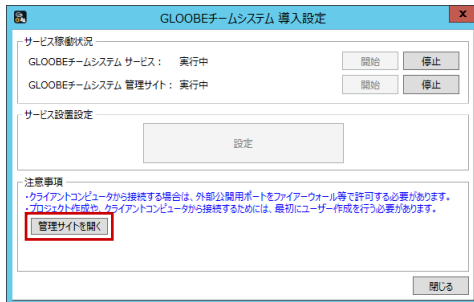 GLOOBEチームシステム 導入設定
x
サービス稼働状況
GLOOBEチームシステム サービス： 実行中
開始
停止
GLOOBEチームシステム 管理サイト： 実行中
開始
停止
サービス設置設定
設定
注意事項
・クライアントコンピュータから接続する場合は、外部公開用ポートをファイアーウォール等で許可する必要があります。
・プロジェクト作成や、クライアントコンピュータから接続するためには、最初にユーザー作成を行う必要があります。
管理サイトを開く
閉じる